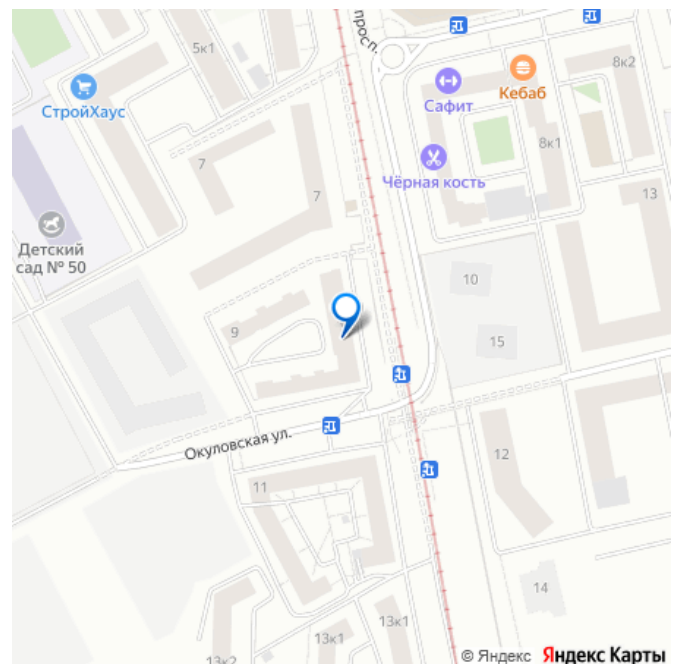 5к1
просп.
8к2
СтройХаус
Сафит
Кебаб
7
8к1
Чёрная кость
7
13
Детский
сад № 50
10
9
15
Окуловская ул.
12
11
14
13к1
13к1
13к2
© Яндекс Яндекс Карты